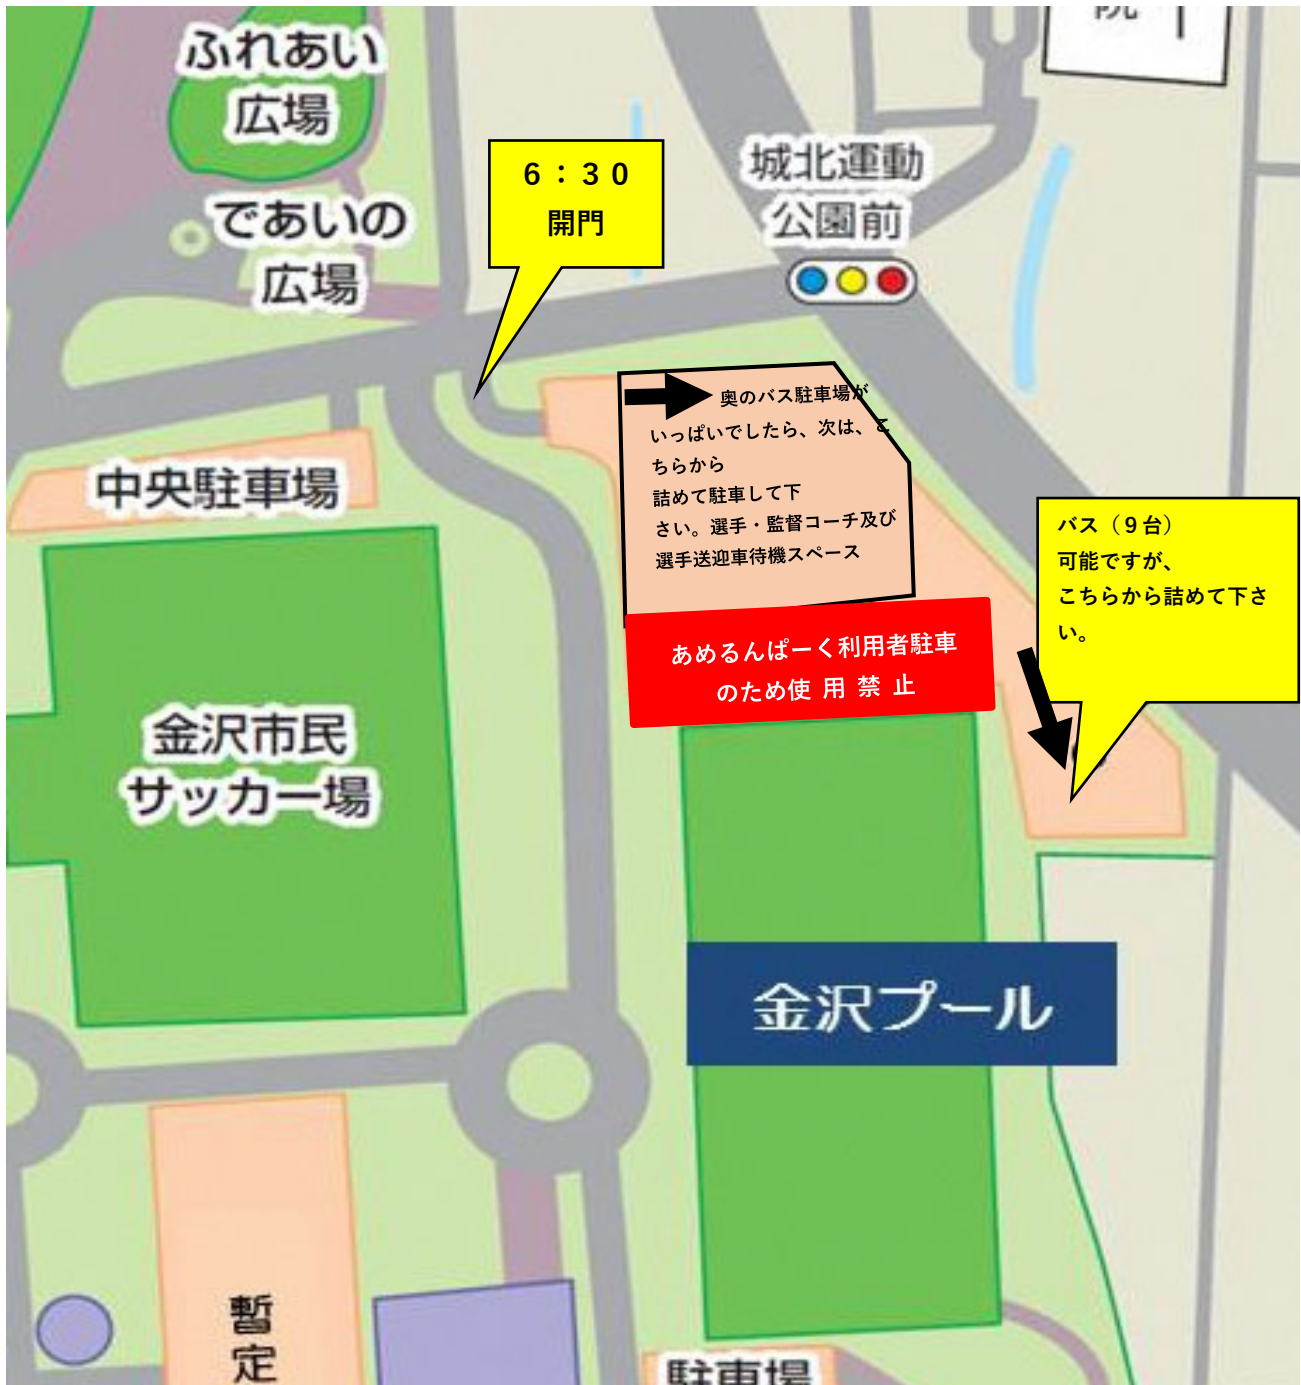 ふれあい
広場
であいの
広場
6：30
開門
城北運動
公園前
奥のバス駐車場が
いっぱいでしたら、次は、こ
ちらから
詰めて駐車して下
さい。選手・監督コーチ及び
選手送迎車待機スペース
中央駐車場
バス（９台）
可能ですが、
こちらから詰めて下さ
い。
あめるんぱーく利用者駐車
のため使 用 禁 止
金沢市民
サッカー場
金沢プール
暫
定
駐車場